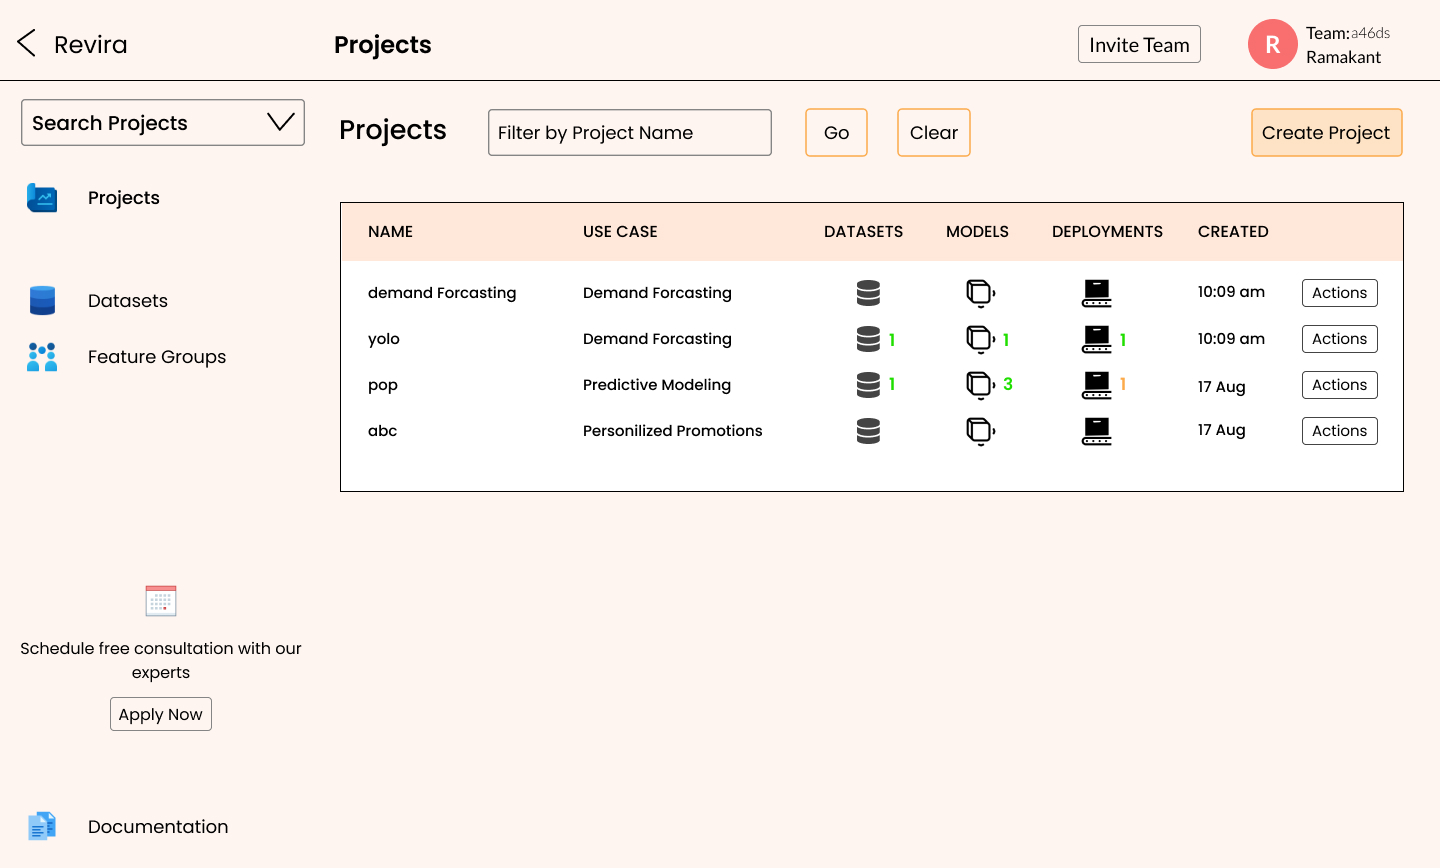 Revira
Projects
Invite Team
R
Team:a46ds
Ramakant
Search Projects
Projects
Filter by Project Name
Go
Clear
Create Project
Projects
Datasets
Feature Groups
NAME USE CASE DATASETS MODELS DEPLOYMENTS CREATED
demand Forcasting Demand Forcasting 10:09 am Actions
yolo Demand Forcasting 1 1 1 10:09 am Actions
pop Predictive Modeling 1 3 1 17 Aug Actions
abc Personilized Promotions 17 Aug Actions
Schedule free consultation with our
experts
Apply Now
Documentation